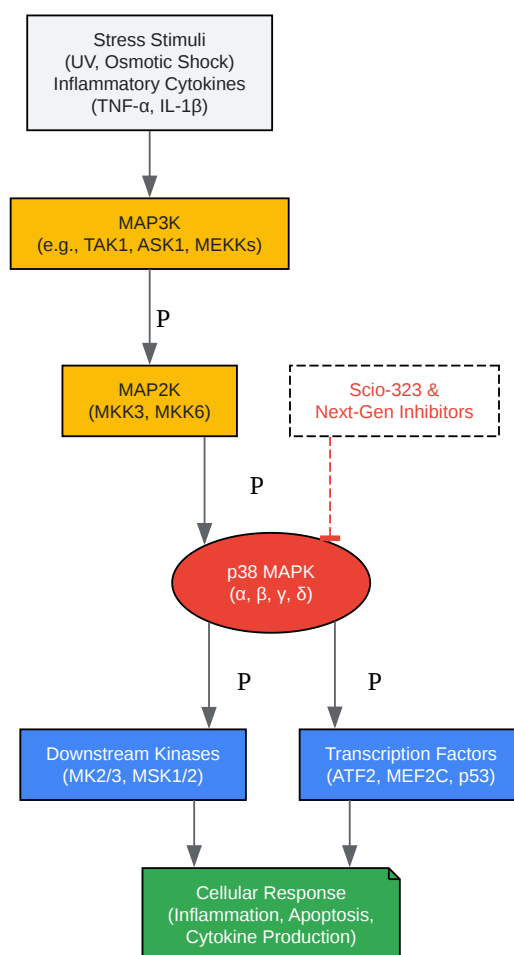 Stress Stimuli
(UV, Osmotic Shock)
Inflammatory Cytokines
(TNF-α, IL-1β)
MAP3K
(e.g., TAK1, ASK1, MEKKs)
P
MAP2K
(MKK3, MKK6)
Scio-323 &
Next-Gen Inhibitors
P
p38 MAPK
(α, β, γ, δ)
P
P
Downstream Kinases
(MK2/3, MSK1/2)
Transcription Factors
(ATF2, MEF2C, p53)
Cellular Response
(Inflammation, Apoptosis,
Cytokine Production)